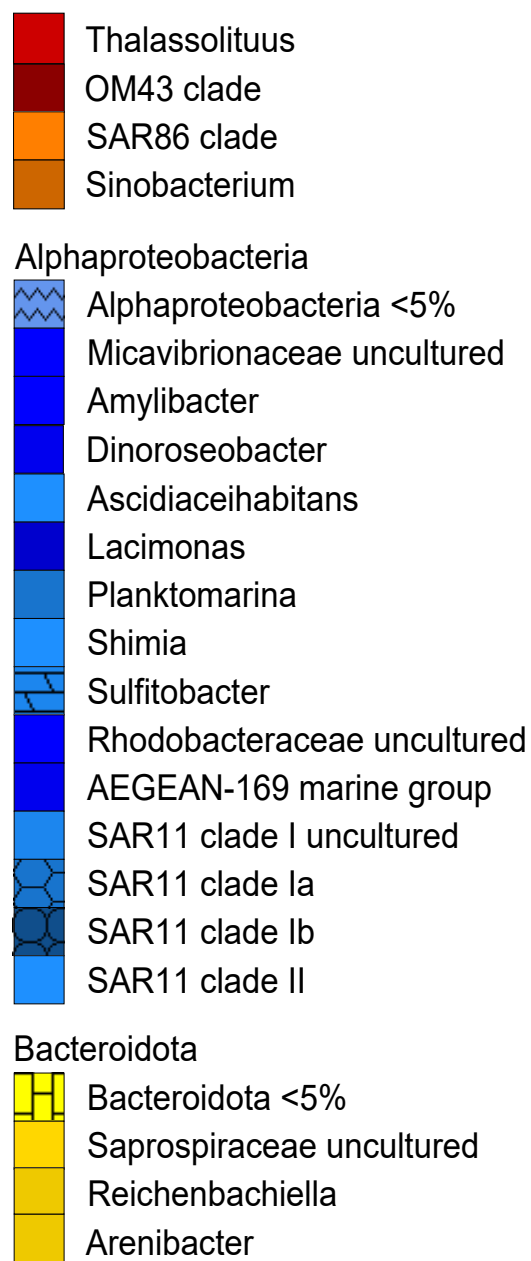 Thalassolituus
OM43 clade
SAR86 clade
Sinobacterium
Alphaproteobacteria
Alphaproteobacteria <5%
Micavibrionaceae uncultured
Amylibacter
Dinoroseobacter
Ascidiaceihabitans
Lacimonas
Planktomarina
Shimia
Sulfitobacter
Rhodobacteraceae uncultured
AEGEAN-169 marine group
SAR11 clade I uncultured
SAR11 clade Ia
SAR11 clade Ib
SAR11 clade II
Bacteroidota
Bacteroidota <5%
Saprospiraceae uncultured
Reichenbachiella
Arenibacter